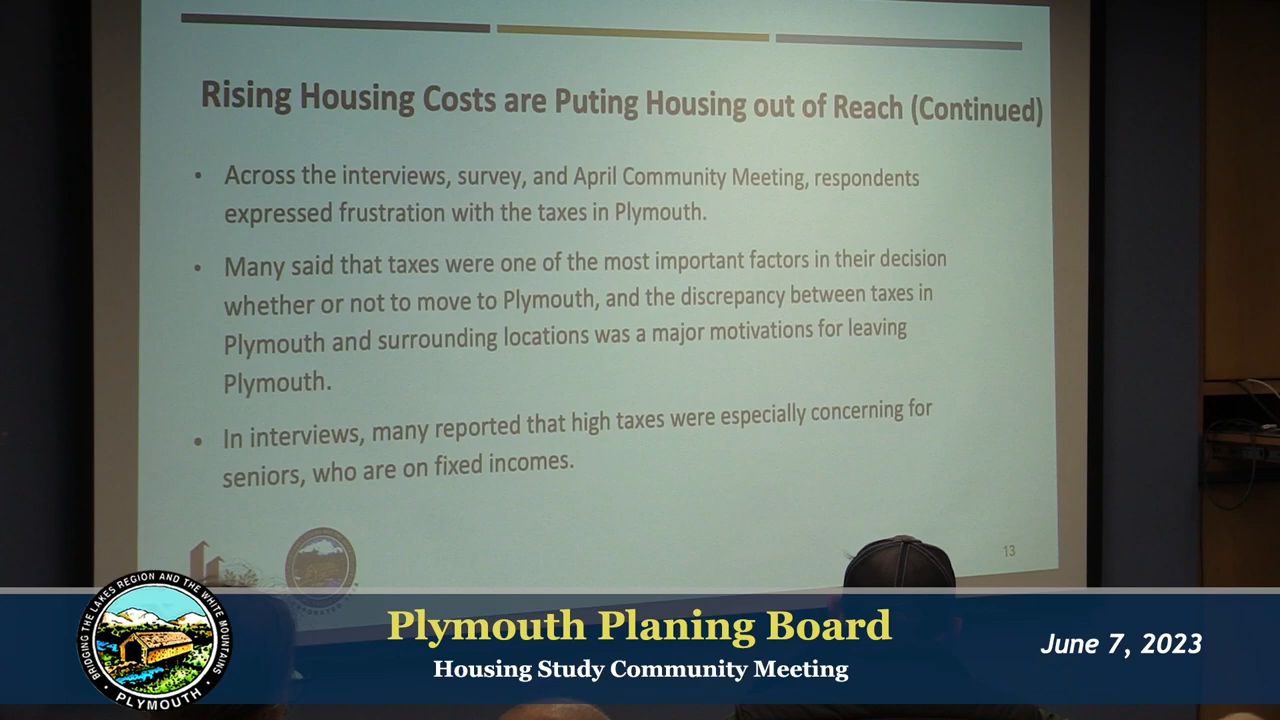 Rising Housing Costs are Puting Housing out of Reach (Continued)
• Across the interviews, survey, and April Community Meeting, respondents
expressed frustration with the taxes in Plymouth.
• Many said that taxes were one of the most important factors in their decision
whether or not to move to Plymouth, and the discrepancy between taxes in
Plymouth and surrounding locations was a major motivations for leaving
Plymouth.
• In interviews, many reported that high taxes were especially concerning for
seniors, who are on fixed incomes.
13
BRIDGING THE LAKES REGION AND THE WHITE MOUNTAINS
• PLYMOUTH •
Plymouth Planing Board
Housing Study Community Meeting
June 7, 2023